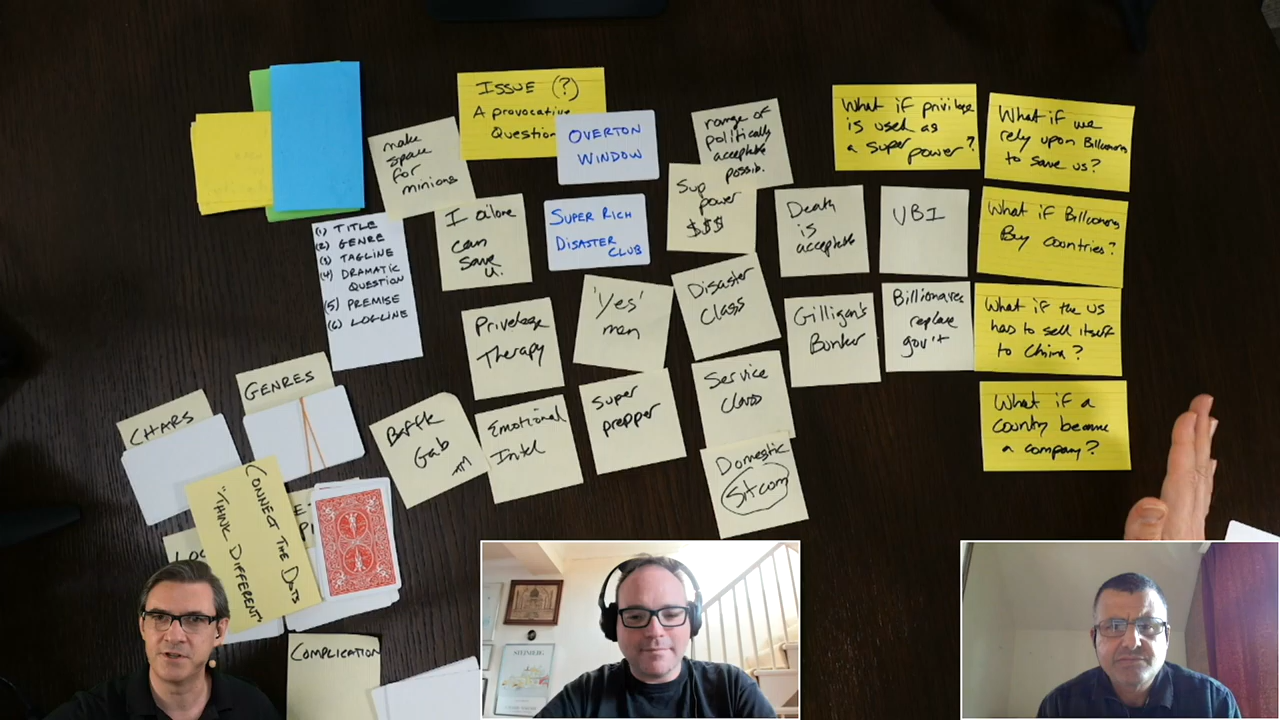 ISSUE (?)
A provocative
Question
OVERTON
WINDOW
make
space
for
minions
range of
politically
acceptable
possib.
What if privilege
is used as
a super power?
What if we
rely upon Billionaires
to save us?
(1) TITLE
(2) GENRE
(3) TAGLINE
(4) DRAMATIC
QUESTION
(5) PREMISE
(6) LOGLINE
I alone
can
save
u.
SUPER RICH
DISASTER
CLUB
Sup
power
$$$
Death
is
acceptable
UBI
What if Billionaires
Buy countries?
Privelege
Therapy
'Yes'
men
Disaster
Class
Gilligan's
Bunker
Billionaires
replace
gov't
What if the US
has to sell itself
to China?
GENRES
CHARS
Baffle
Gab
TM
Emotional
Intel
Super
prepper
Service
Class
Domestic
Sitcom
What if a
country became
a company?
CONNECT THE DOTS
"THINK DIFFERENT"
LOC
COMPLICATION
STEINBERG